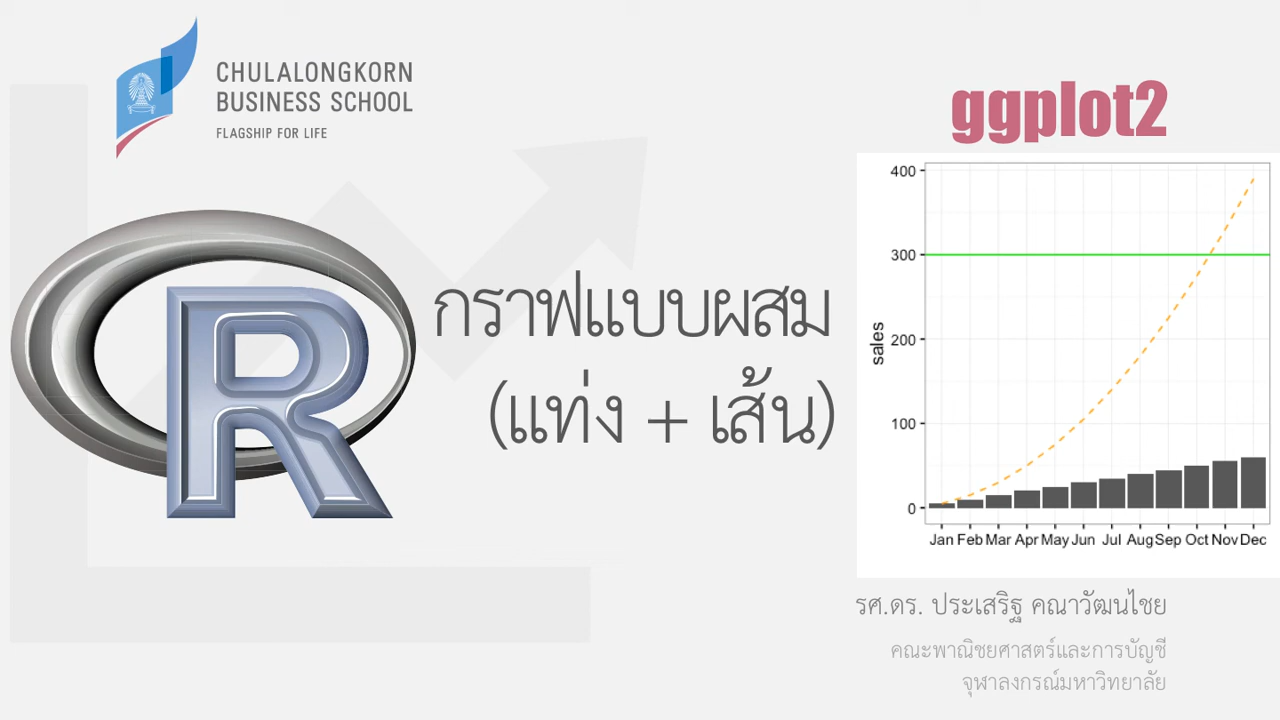 CHULALONGKORN
BUSINESS SCHOOL
FLAGSHIP FOR LIFE
ggplot2
R
กราฟแบบผสม
(แท่ง + เส้น)
400
300
200
100
0
sales
Jan Feb Mar Apr May Jun Jul Aug Sep Oct Nov Dec
รศ.ดร. ประเสริฐ คณาวัฒนไชย
คณะพาณิชยศาสตร์และการบัญชี
จุฬาลงกรณ์มหาวิทยาลัย